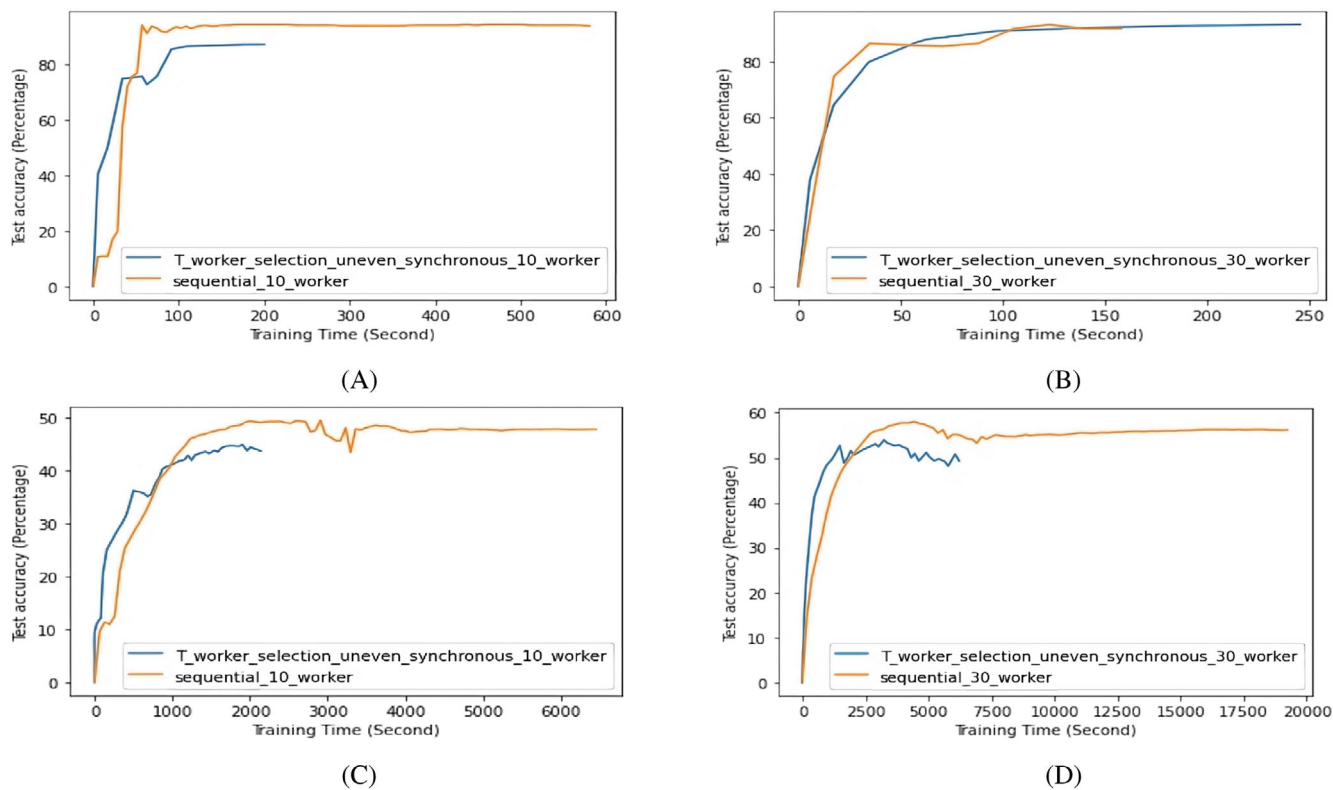 80
60
40
20
0
Test accuracy (Percentage)
T_worker_selection_uneven_synchronous_10_worker
sequential_10_worker
0 100 200 300 400 500 600
Training Time (Second)
(A)
80
60
40
20
0
Test accuracy (Percentage)
T_worker_selection_uneven_synchronous_30_worker
sequential_30_worker
0 50 100 150 200 250
Training Time (Second)
(B)
50
40
30
20
10
0
Test accuracy (Percentage)
T_worker_selection_uneven_synchronous_10_worker
sequential_10_worker
0 1000 2000 3000 4000 5000 6000
Training Time (Second)
(C)
60
50
40
30
20
10
0
Test accuracy (Percentage)
T_worker_selection_uneven_synchronous_30_worker
sequential_30_worker
0 2500 5000 7500 10000 12500 15000 17500 20000
Training Time (Second)
(D)